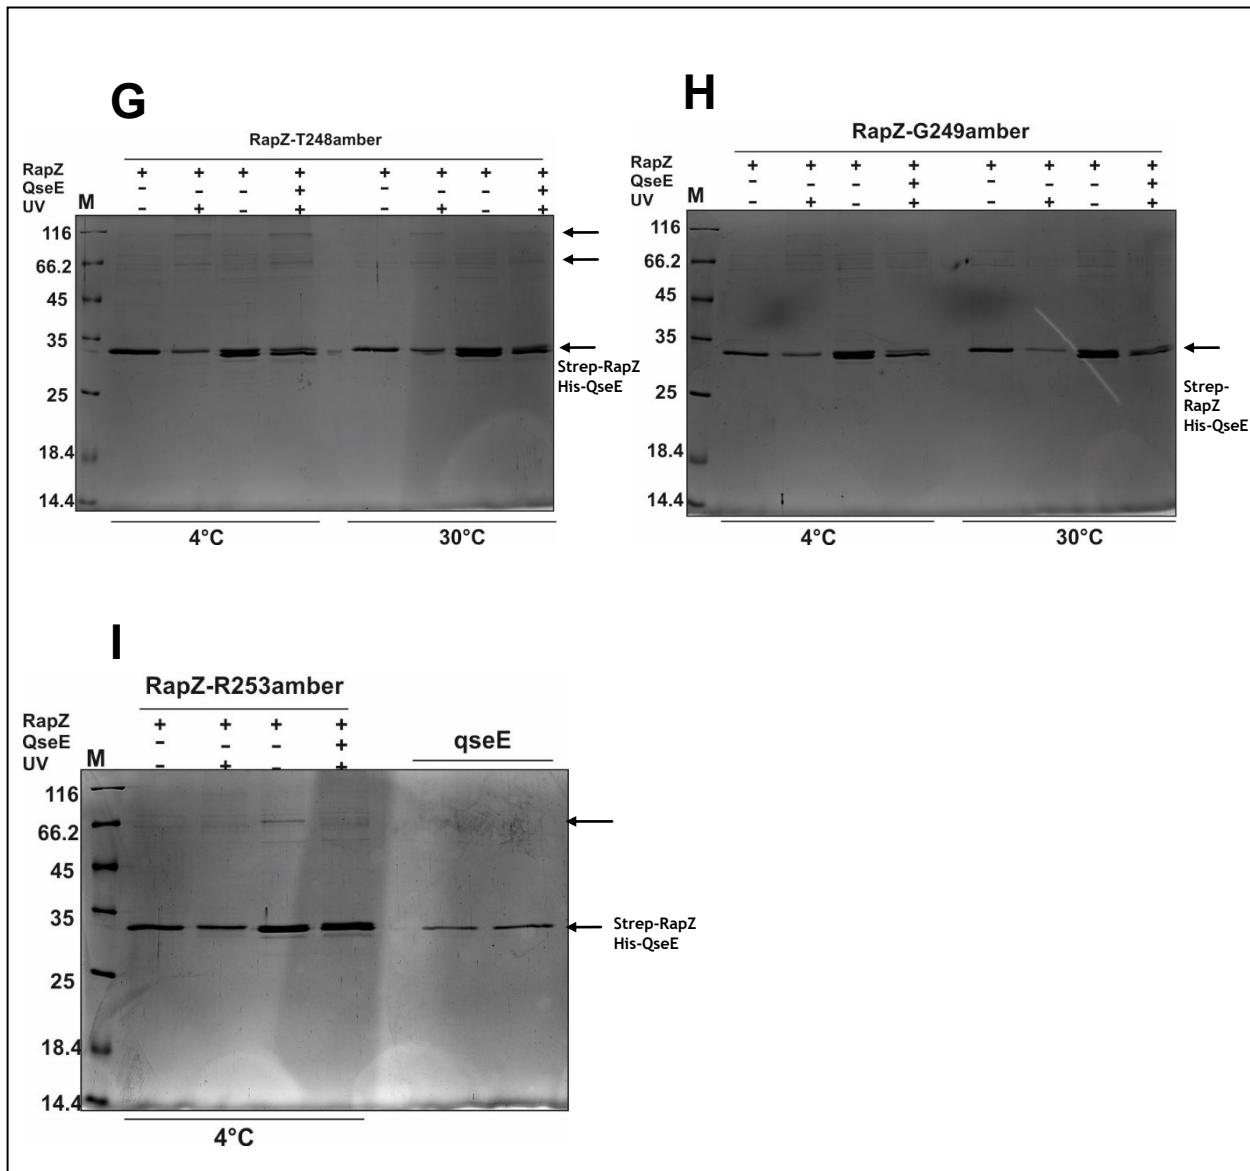 G
RapZ-T248amber
RapZ + + + + + + + +
QseE - - - + - - - +
UV - + - + - + - +
M
116
66.2
45
35
25
18.4
14.4
Strep-RapZ
His-QseE
4°C 30°C
H
RapZ-G249amber
RapZ + + + + + + + +
QseE - - - + - - - +
UV - + - + - + - +
M
116
66.2
45
35
25
18.4
14.4
Strep-
RapZ
His-QseE
4°C 30°C
I
RapZ-R253amber
RapZ + + + +
QseE - - - +
UV - + - +
M
qseE
116
66.2
45
35
25
18.4
14.4
Strep-RapZ
His-QseE
4°C